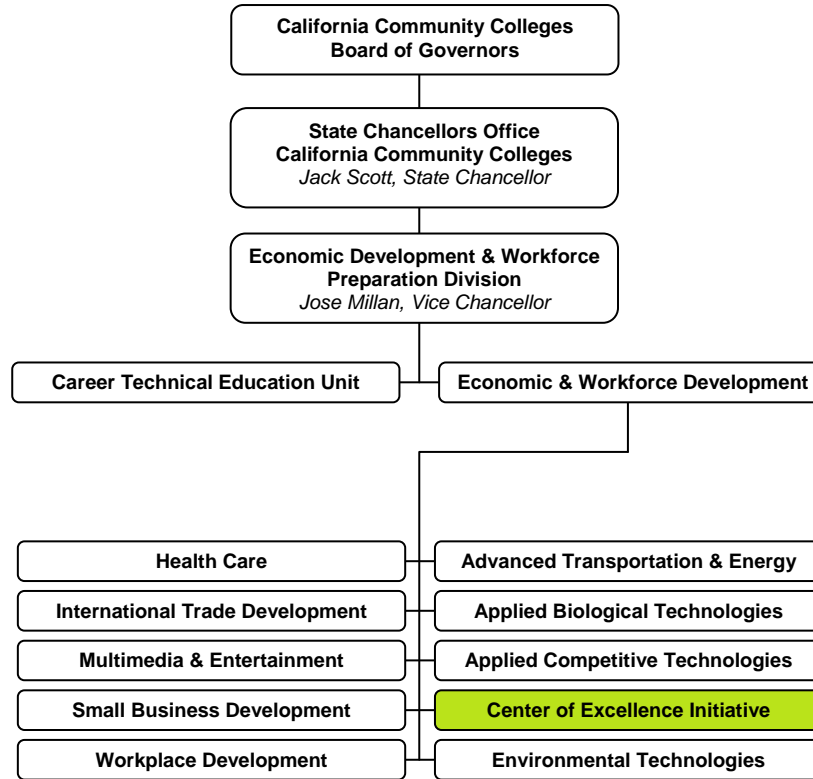 California Community Colleges
Board of Governors
State Chancellors Office
California Community Colleges
Jack Scott, State Chancellor
Economic Development & Workforce
Preparation Division
Jose Millan, Vice Chancellor
Career Technical Education Unit
Economic & Workforce Development
Health Care
Advanced Transportation & Energy
International Trade Development
Applied Biological Technologies
Multimedia & Entertainment
Applied Competitive Technologies
Small Business Development
Center of Excellence Initiative
Workplace Development
Environmental Technologies